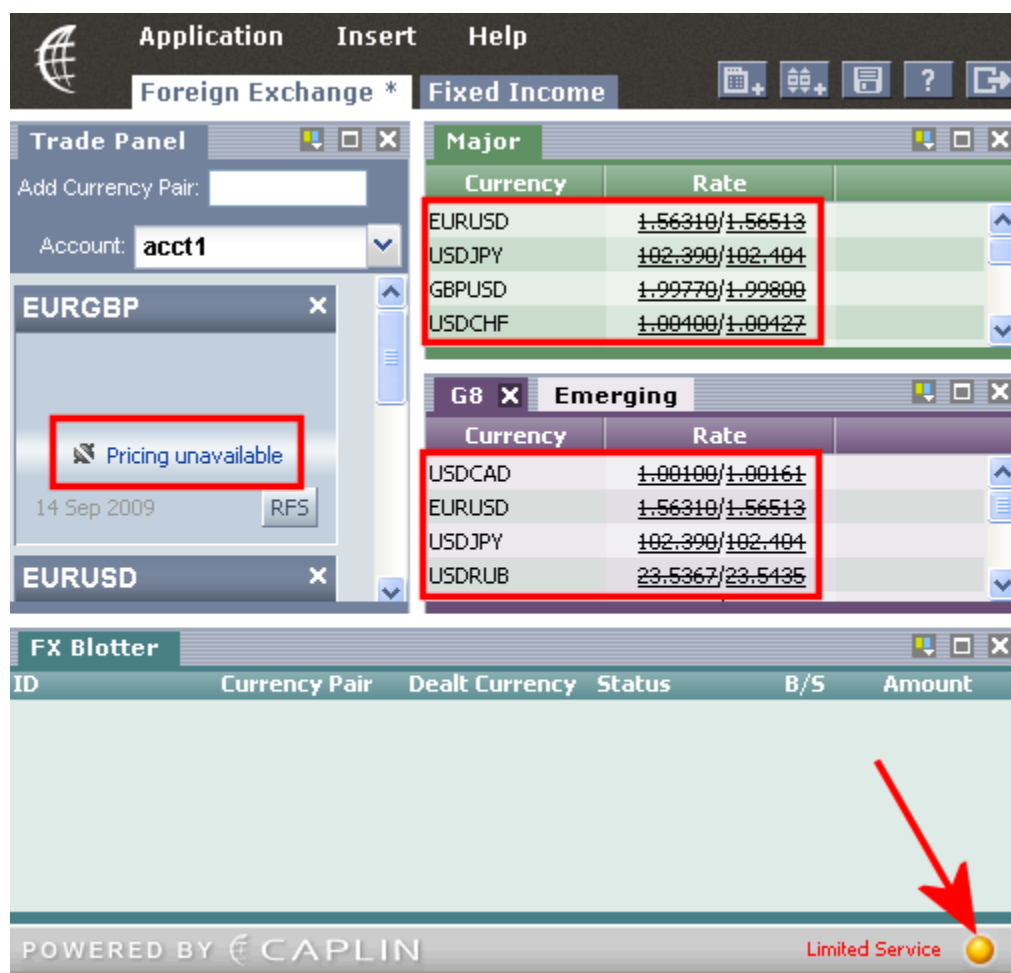 Application Insert Help
Foreign Exchange * Fixed Income
?
Trade Panel
Add Currency Pair:
Account: acct1
EURGBP
Pricing unavailable
14 Sep 2009 RFS
EURUSD
Major
Currency Rate
EURUSD 1.56310/1.56513
USDJPY 102.390/102.404
GBPUSD 1.99770/1.99800
USDCHF 1.00400/1.00427
G8 Emerging
Currency Rate
USDCAD 1.00100/1.00161
EURUSD 1.56310/1.56513
USDJPY 102.390/102.404
USDRUB 23.5367/23.5435
FX Blotter
ID Currency Pair Dealt Currency Status B/S Amount
POWERED BY CAPLIN Limited Service